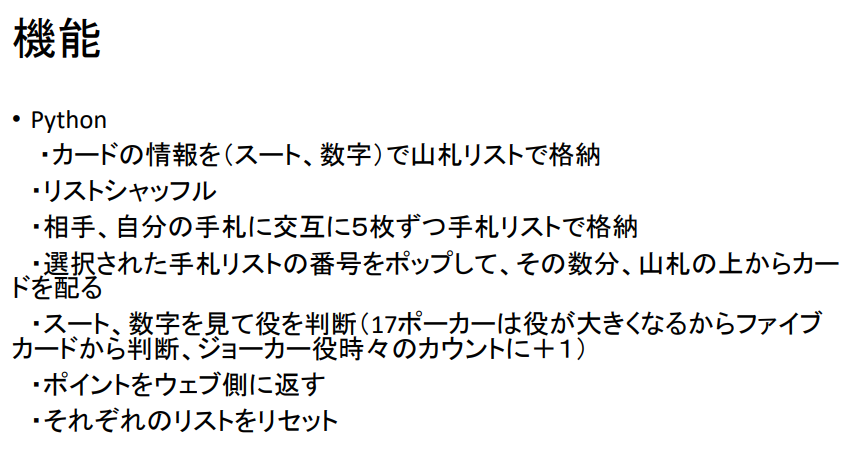 機能
• Python
・カードの情報を（スート、数字）で山札リストで格納
・リストシャッフル
・相手、自分の手札に交互に５枚ずつ手札リストで格納
・選択された手札リストの番号をポップして、その数分、山札の上からカー
ドを配る
・スート、数字を見て役を判断（17ポーカーは役が大きくなるからファイブ
カードから判断、ジョーカー役時々のカウントに＋１）
・ポイントをウェブ側に返す
・それぞれのリストをリセット